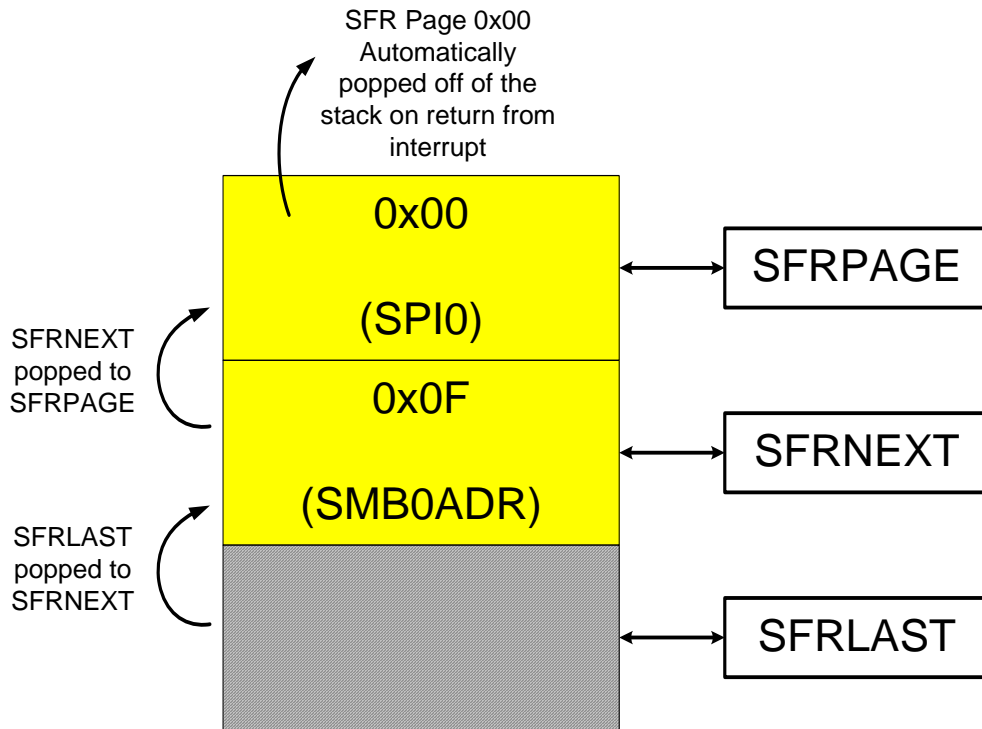 SFR Page 0x00
Automatically
popped off of the
stack on return from
interrupt
0x00
(SPI0)
SFRPAGE
SFRNEXT
popped to
SFRPAGE
0x0F
(SMB0ADR)
SFRNEXT
SFRLAST
popped to
SFRNEXT
SFRLAST